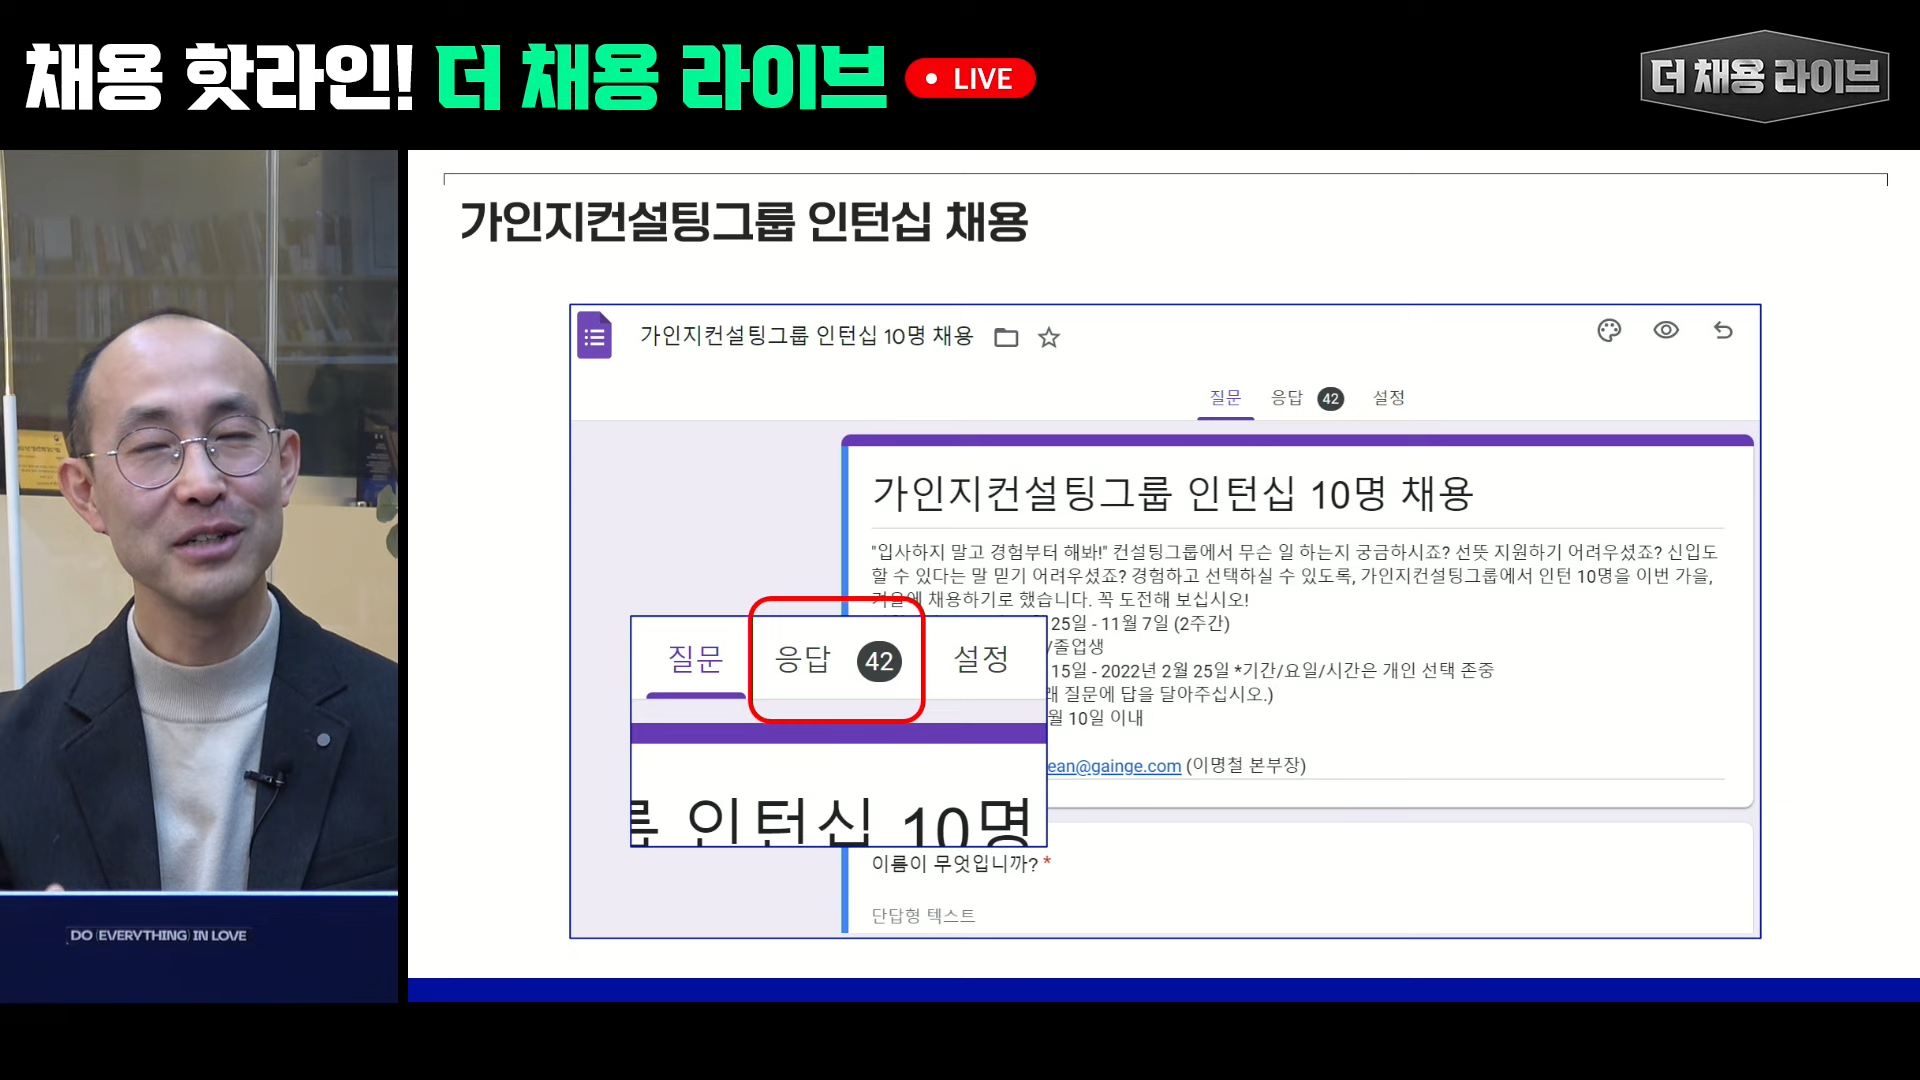 채용 핫라인! 더 채용 라이브
LIVE
더 채용 라이브
가인지컨설팅그룹 인턴십 채용
가인지컨설팅그룹 인턴십 10명 채용
질문 응답 42 설정
가인지컨설팅그룹 인턴십 10명 채용
"입사하지 말고 경험부터 해봐!" 컨설팅그룹에서 무슨 일 하는지 궁금하시죠? 선뜻 지원하기 어려우셨죠? 신입도
할 수 있다는 말 믿기 어려우셨죠? 경험하고 선택하실 수 있도록, 가인지컨설팅그룹에서 인턴 10명을 이번 가을,
겨울에 채용하기로 했습니다. 꼭 도전해 보십시오!
25일 - 11월 7일 (2주간)
/졸업생
15일 - 2022년 2월 25일 *기간/요일/시간은 개인 선택 존중
래 질문에 답을 달아주십시오.)
월 10일 이내
ean@gainge.com (이명철 본부장)
질문 응답 42 설정
룹 인턴십 10명
이름이 무엇입니까? *
단답형 텍스트
DO EVERYTHING IN LOVE